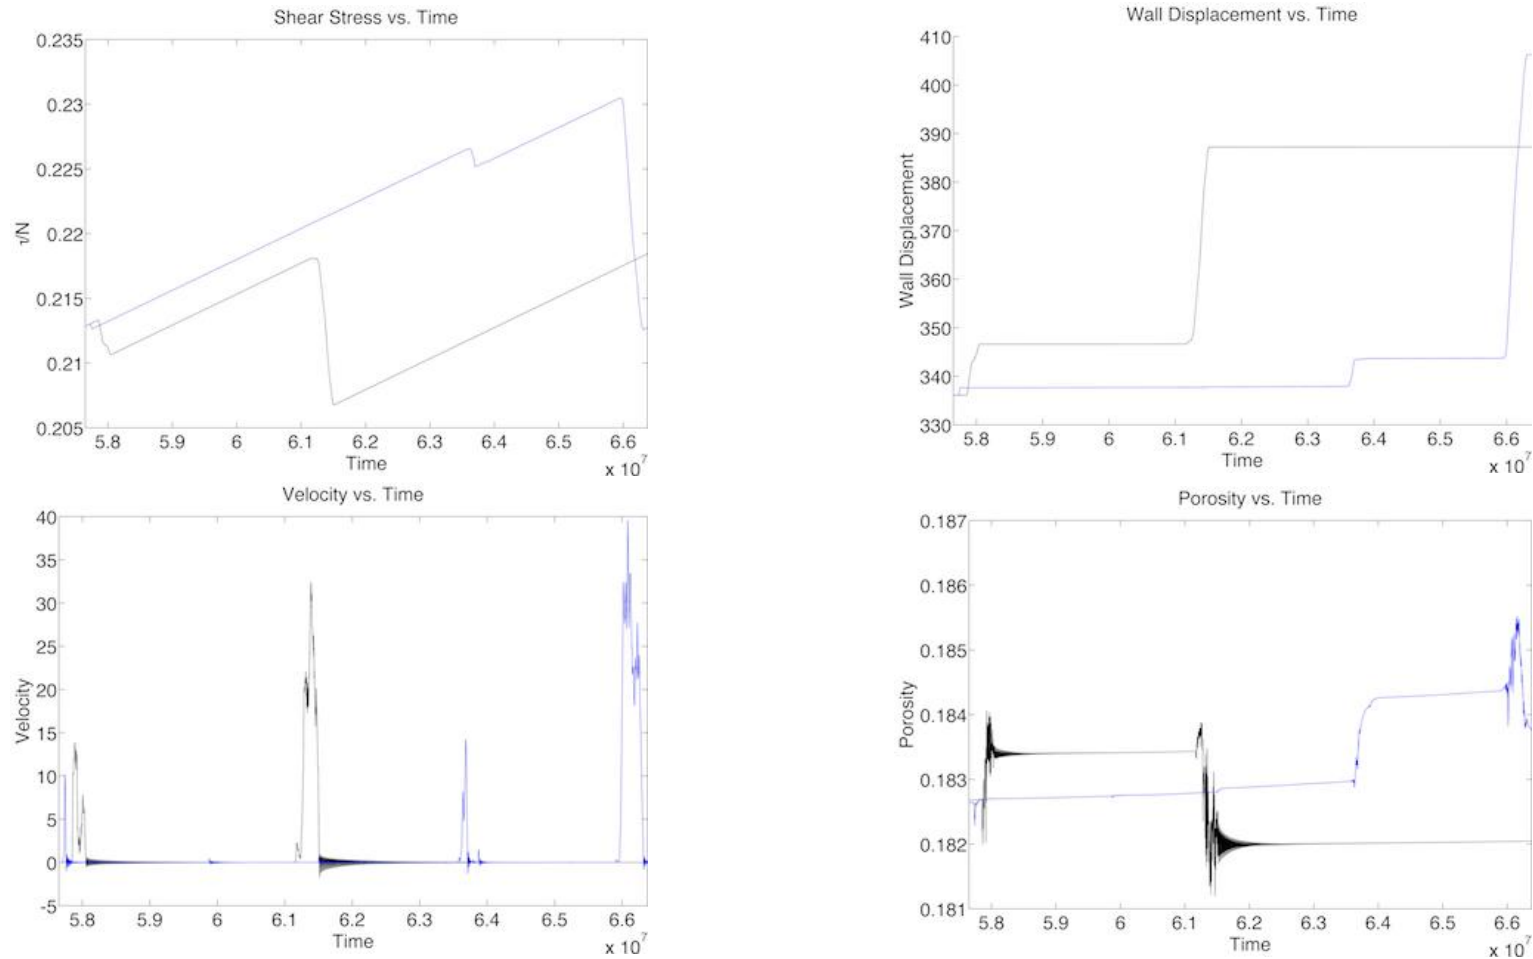 Shear Stress vs. Time
0.235
0.23
0.225
0.22
0.215
0.21
0.205
τ/N
5.8 5.9 6 6.1 6.2 6.3 6.4 6.5 6.6
Time
x 10^7
Wall Displacement vs. Time
410
400
390
380
370
360
350
340
330
Wall Displacement
5.8 5.9 6 6.1 6.2 6.3 6.4 6.5 6.6
Time
x 10^7
Velocity vs. Time
40
35
30
25
20
15
10
5
0
-5
Velocity
5.8 5.9 6 6.1 6.2 6.3 6.4 6.5 6.6
Time
x 10^7
Porosity vs. Time
0.187
0.186
0.185
0.184
0.183
0.182
0.181
Porosity
5.8 5.9 6 6.1 6.2 6.3 6.4 6.5 6.6
Time
x 10^7